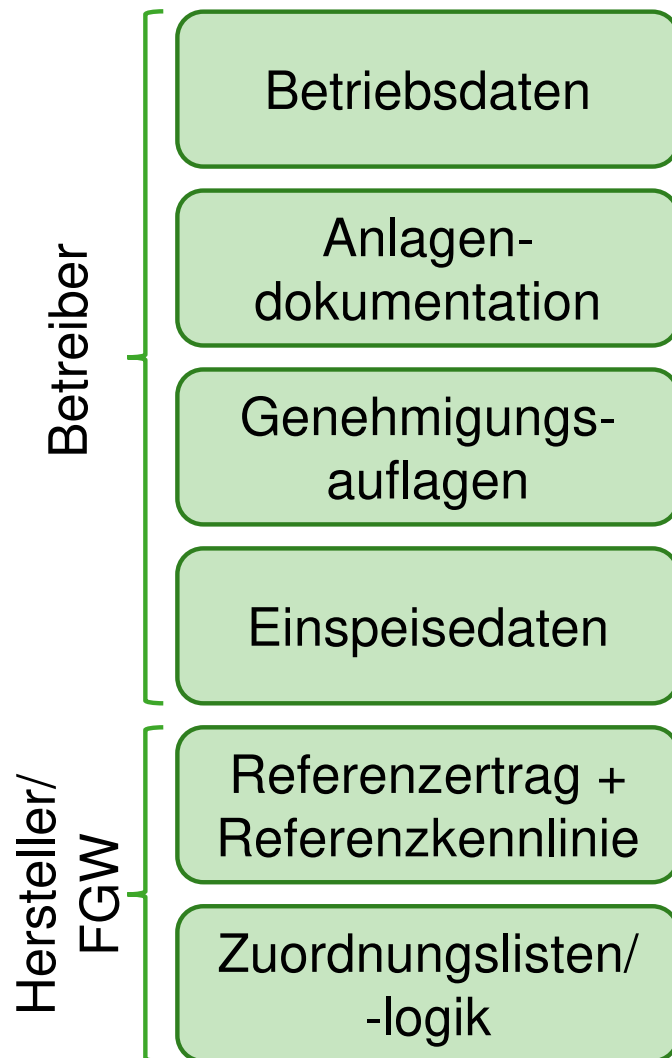 Betreiber
Betriebsdaten
Anlagen-
dokumentation
Genehmigungs-
auflagen
Einspeisedaten
Hersteller/
FGW
Referenzertrag +
Referenzkennlinie
Zuordnungslisten/
-logik